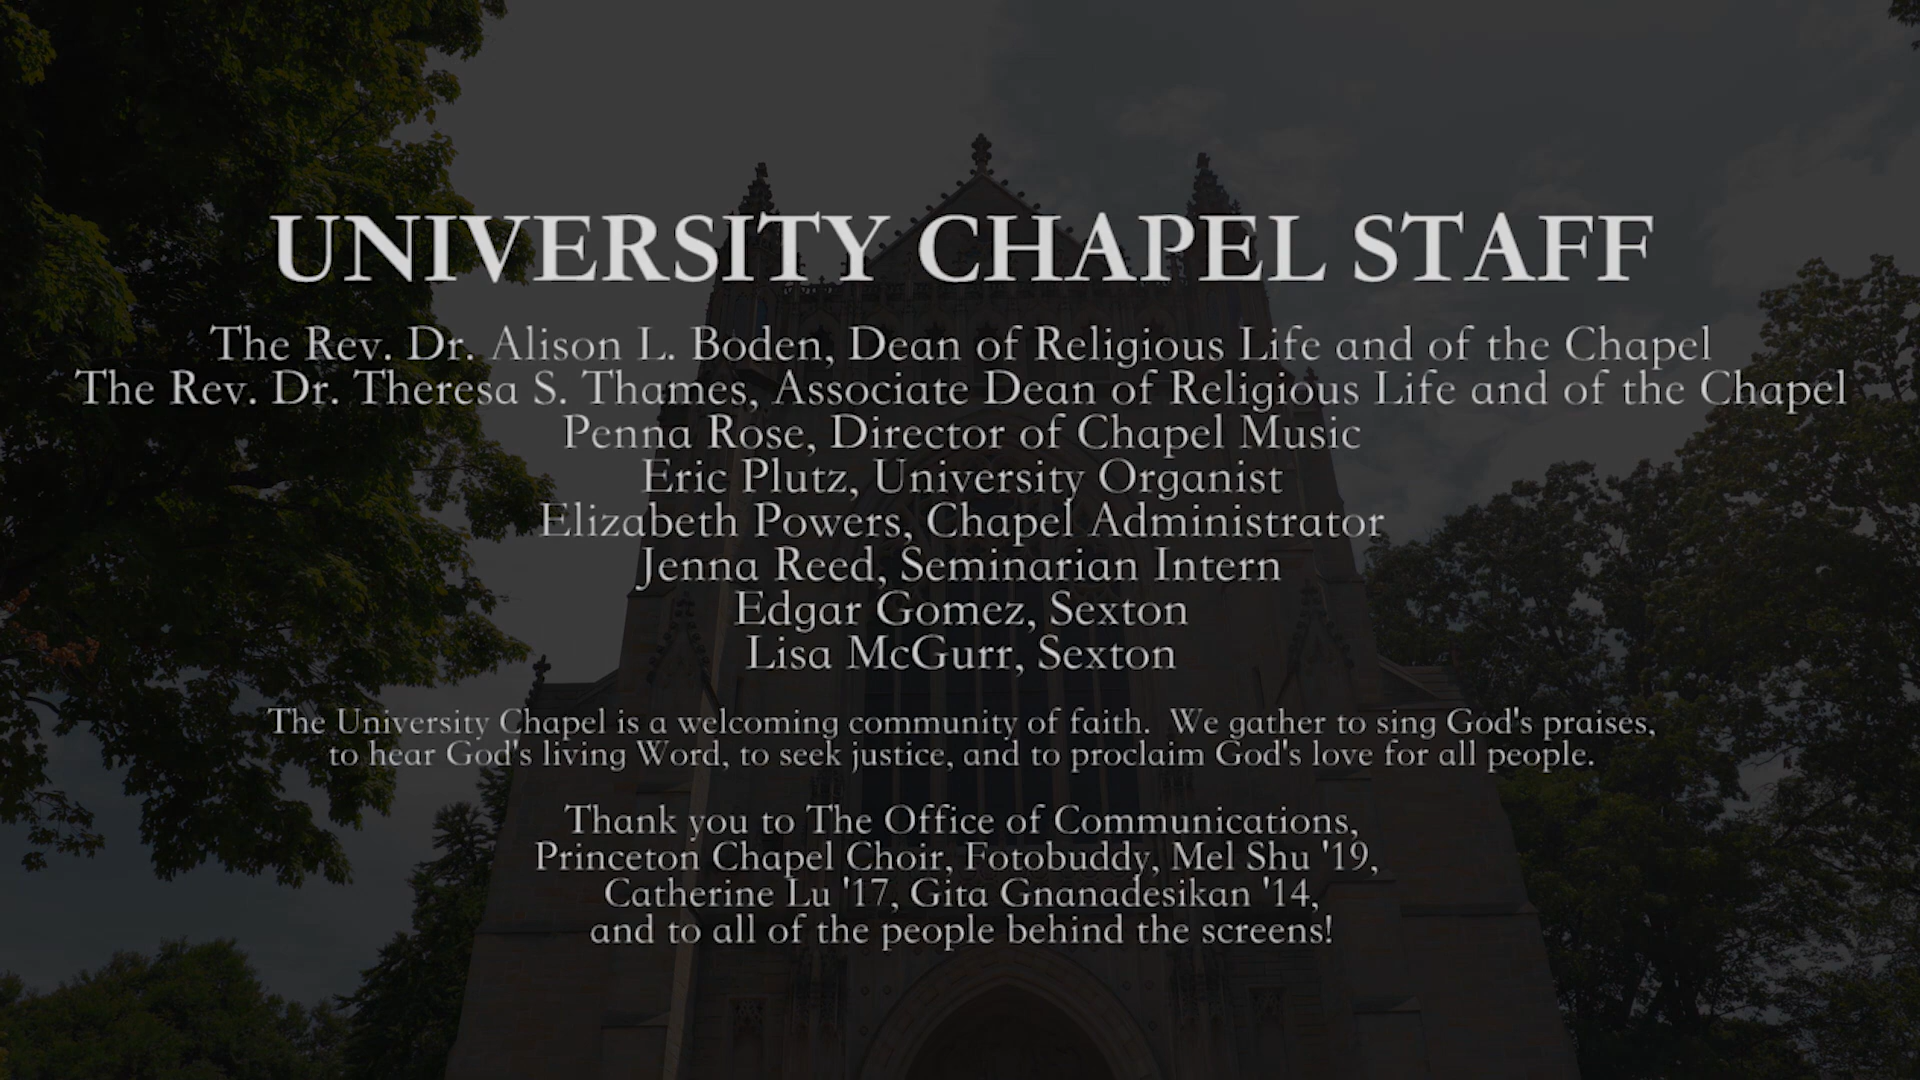 UNIVERSITY CHAPEL STAFF
The Rev. Dr. Alison L. Boden, Dean of Religious Life and of the Chapel
The Rev. Dr. Theresa S. Thames, Associate Dean of Religious Life and of the Chapel
Penna Rose, Director of Chapel Music
Eric Plutz, University Organist
Elizabeth Powers, Chapel Administrator
Jenna Reed, Seminarian Intern
Edgar Gomez, Sexton
Lisa McGurr, Sexton
The University Chapel is a welcoming community of faith.  We gather to sing God's praises,
to hear God's living Word, to seek justice, and to proclaim God's love for all people.
Thank you to The Office of Communications,
Princeton Chapel Choir, Fotobuddy, Mel Shu '19,
Catherine Lu '17, Gita Gnanadesikan '14,
and to all of the people behind the screens!